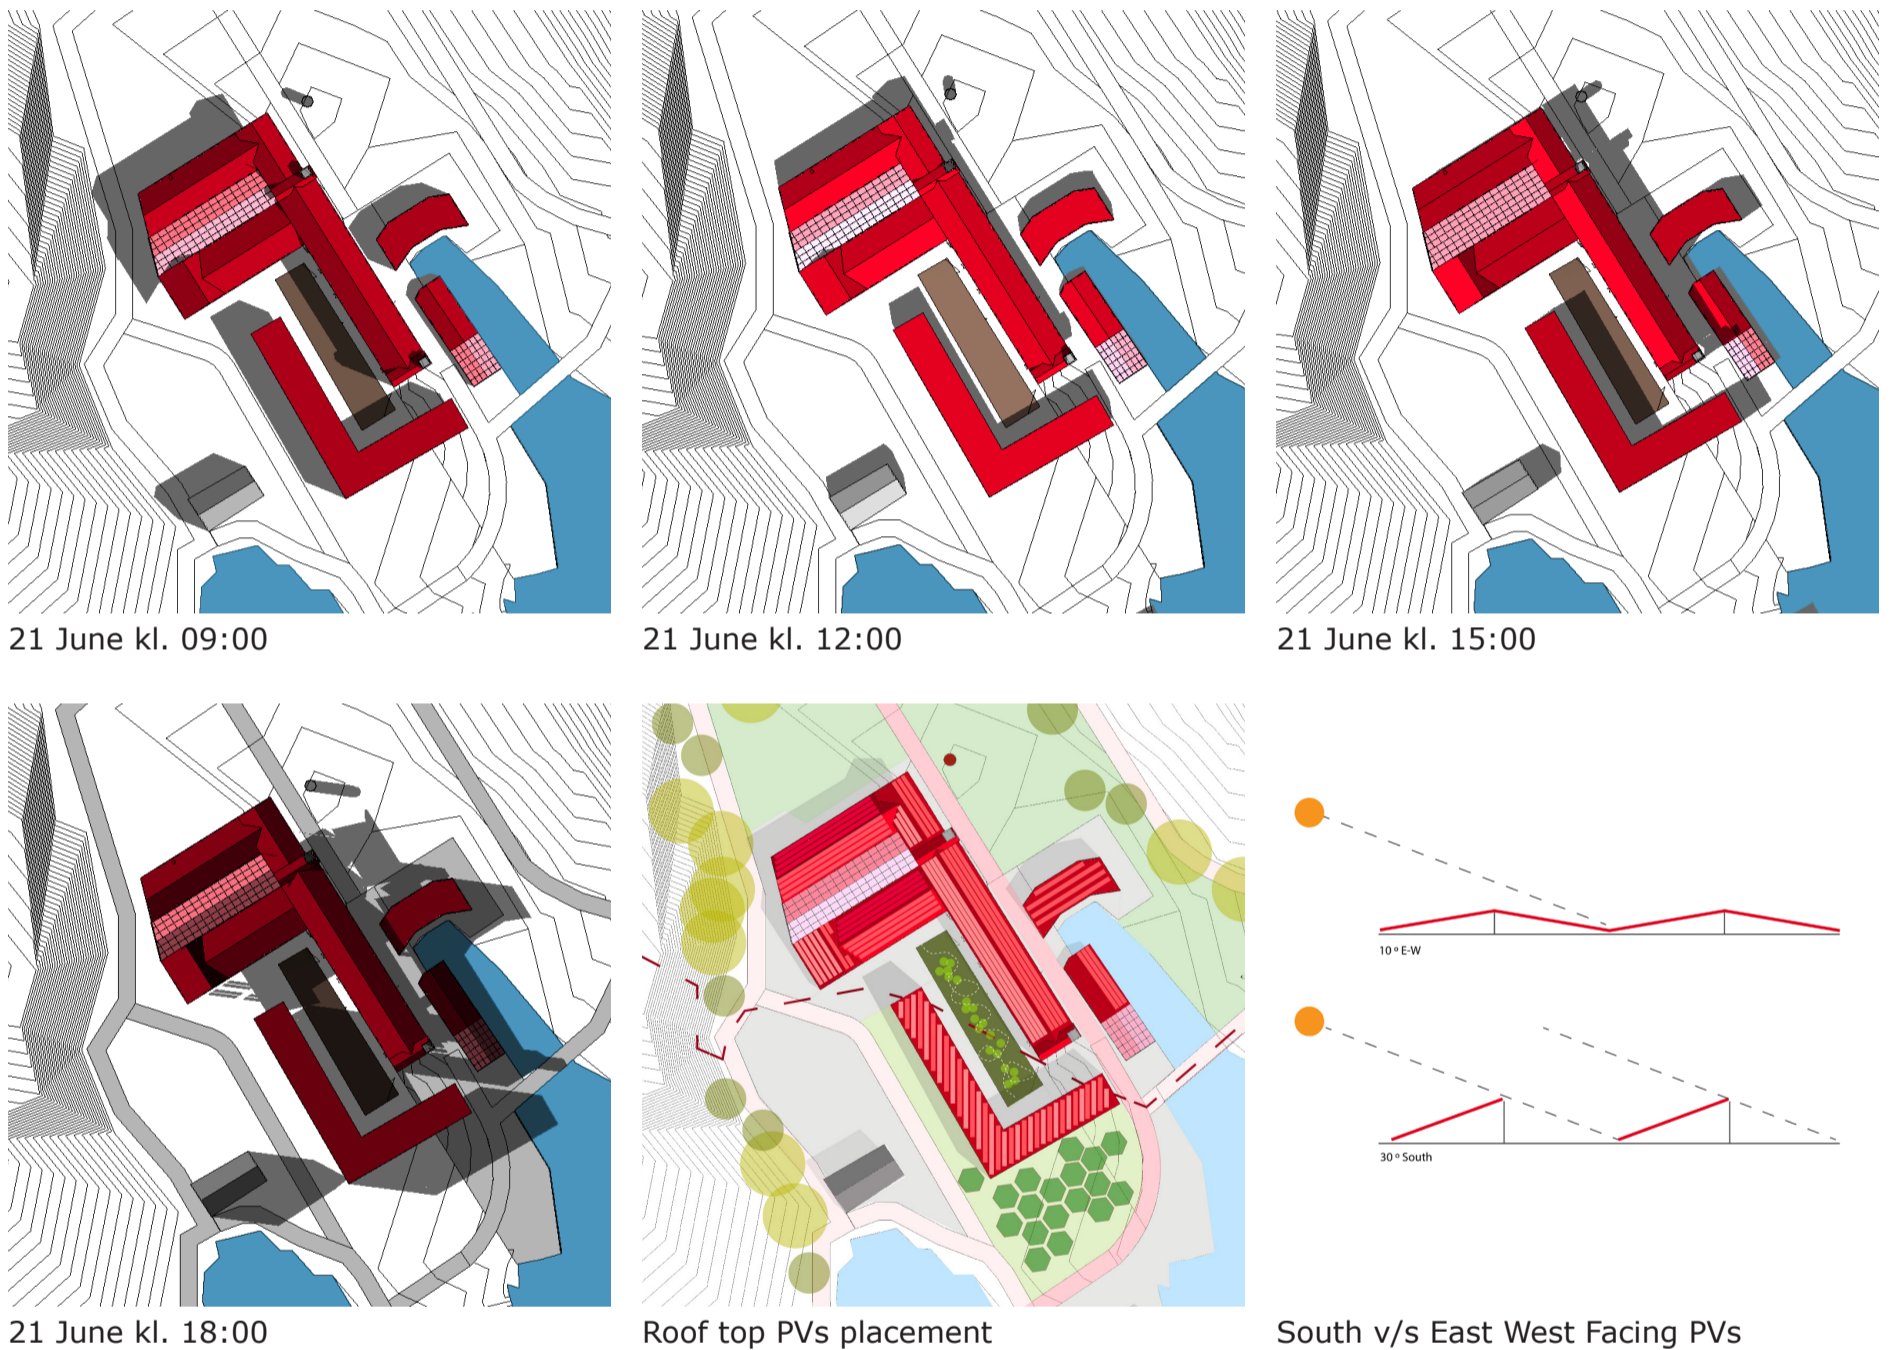 21 June kl. 09:00
21 June kl. 12:00
21 June kl. 15:00
10 º E-W
30 º South
21 June kl. 18:00
Roof top PVs placement
South v/s East West Facing PVs